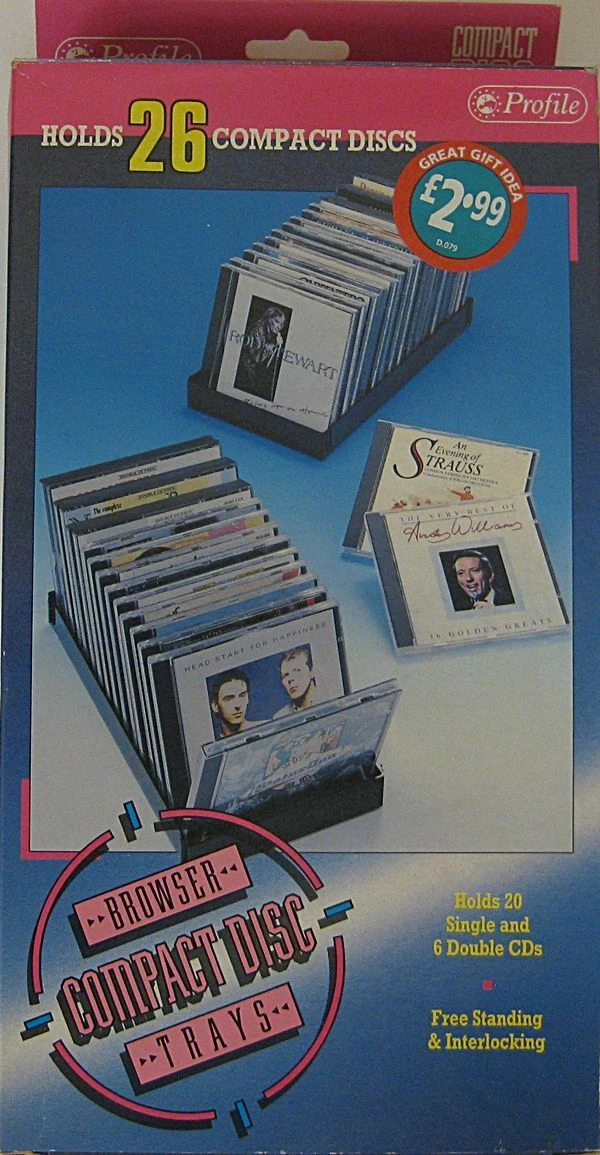 Profile
COMPACT
Profile
HOLDS 26 COMPACT DISCS
GREAT GIFT IDEA
£2.99
D.079
ROD STEWART
An
Evening of
STRAUSS
THE VERY BEST OF
Andy Williams
16 GOLDEN GREATS
The complete
HEAD START FOR HAPPINESS
Status Quo
BROWSER
COMPACT DISC
TRAYS
Holds 20
Single and
6 Double CDs
Free Standing
& Interlocking